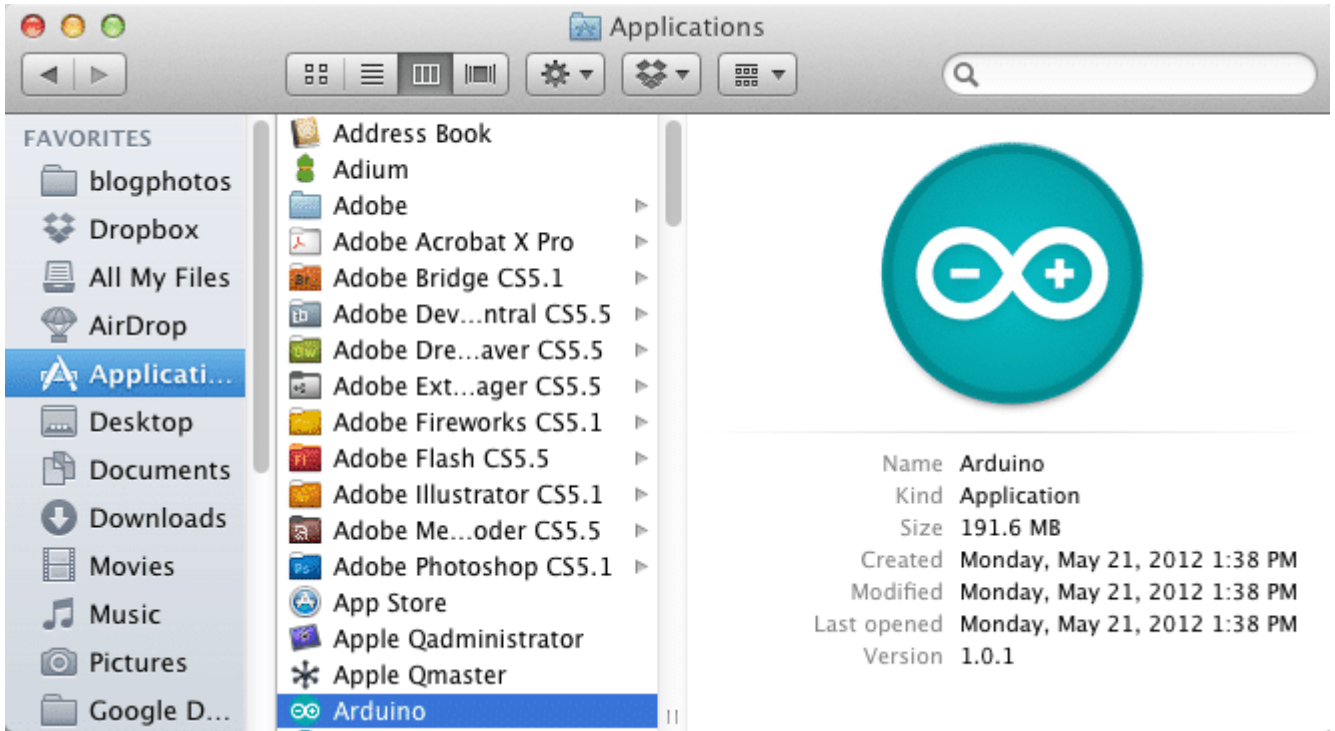 Applications
FAVORITES
blogphotos
Dropbox
All My Files
AirDrop
Applicati...
Desktop
Documents
Downloads
Movies
Music
Pictures
Google D...
Address Book
Adium
Adobe
Adobe Acrobat X Pro
Adobe Bridge CS5.1
Adobe Dev...ntral CS5.5
Adobe Dre...aver CS5.5
Adobe Ext...ager CS5.5
Adobe Fireworks CS5.1
Adobe Flash CS5.5
Adobe Illustrator CS5.1
Adobe Me...oder CS5.5
Adobe Photoshop CS5.1
App Store
Apple Qadministrator
Apple Qmaster
Arduino
Name Arduino
Kind Application
Size 191.6 MB
Created Monday, May 21, 2012 1:38 PM
Modified Monday, May 21, 2012 1:38 PM
Last opened Monday, May 21, 2012 1:38 PM
Version 1.0.1